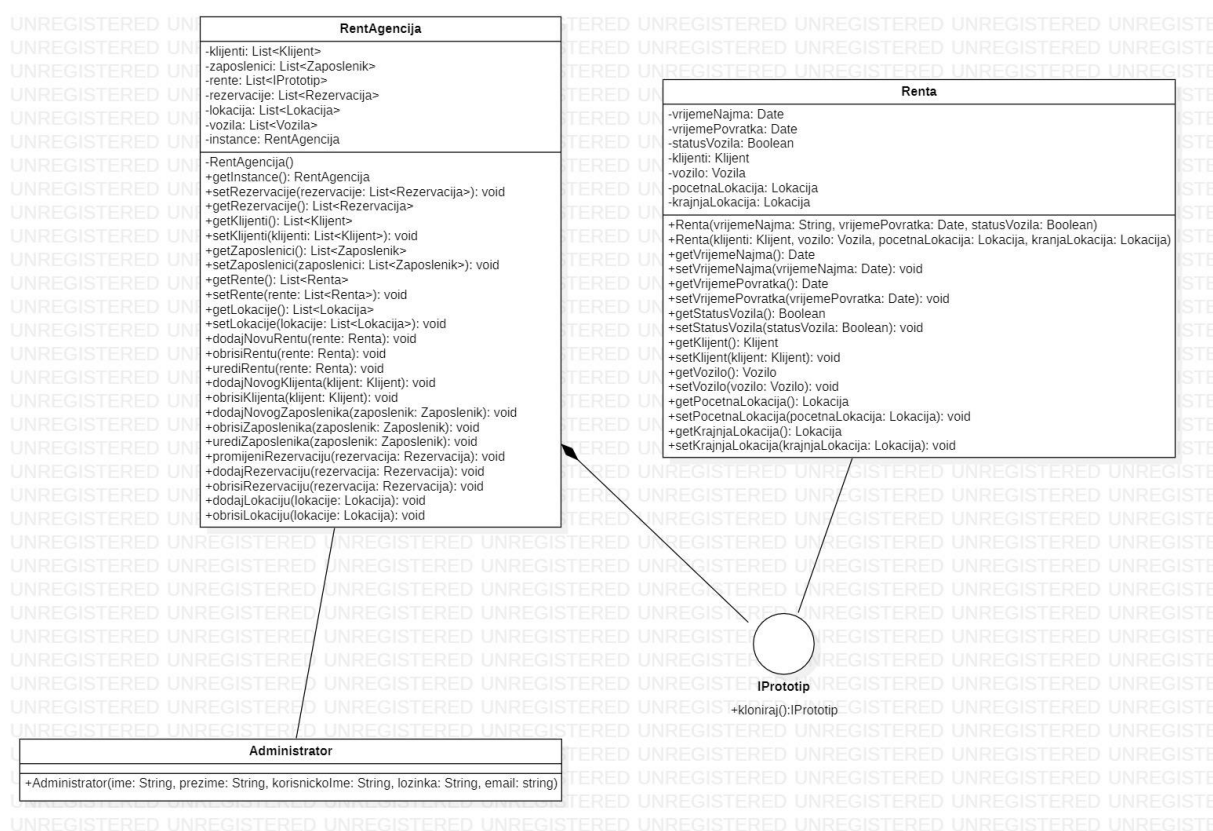 RentAgencija
-klijenti: List<Klijent>
-zaposlenici: List<Zaposlenik>
-rente: List<IPrototip>
-rezervacije: List<Rezervacija>
-lokacija: List<Lokacija>
-vozila: List<Vozila>
-instance: RentAgencija
-RentAgencija()
+getInstance(): RentAgencija
+setRezervacije(rezervacije: List<Rezervacija>): void
+getRezervacije(): List<Rezervacija>
+getKlijenti(): List<Klijent>
+setKlijenti(klijenti: List<Klijent>): void
+getZaposlenici(): List<Zaposlenik>
+setZaposlenici(zaposlenici: List<Zaposlenik>): void
+getRente(): List<Renta>
+setRente(rente: List<Renta>): void
+getLokacije(): List<Lokacija>
+setLokacije(lokacije: List<Lokacija>): void
+dodajNovuRentu(rente: Renta): void
+obrisiRentu(rente: Renta): void
+urediRentu(rente: Renta): void
+dodajNovogKlijenta(klijent: Klijent): void
+obrisiKlijenta(klijent: Klijent): void
+dodajNovogZaposlenika(zaposlenik: Zaposlenik): void
+obrisiZaposlenika(zaposlenik: Zaposlenik): void
+urediZaposlenika(zaposlenik: Zaposlenik): void
+promijeniRezervaciju(rezervacija: Rezervacija): void
+dodajRezervaciju(rezervacija: Rezervacija): void
+obrisiRezervaciju(rezervacija: Rezervacija): void
+dodajLokaciju(lokacije: Lokacija): void
+obrisiLokaciju(lokacije: Lokacija): void
Renta
-vrijemeNajma: Date
-vrijemePovratka: Date
-statusVozila: Boolean
-klijenti: Klijent
-vozilo: Vozila
-pocetnaLokacija: Lokacija
-krajnjaLokacija: Lokacija
+Renta(vrijemeNajma: String, vrijemePovratka: Date, statusVozila: Boolean)
+Renta(klijenti: Klijent, vozilo: Vozila, pocetnaLokacija: Lokacija, kranjaLokacija: Lokacija)
+getVrijemeNajma(): Date
+setVrijemeNajma(vrijemeNajma: Date): void
+getVrijemePovratka(): Date
+setVrijemePovratka(vrijemePovratka: Date): void
+getStatusVozila(): Boolean
+setStatusVozila(statusVozila: Boolean): void
+getKlijent(): Klijent
+setKlijent(klijent: Klijent): void
+getVozilo(): Vozilo
+setVozilo(vozilo: Vozilo): void
+getPocetnaLokacija(): Lokacija
+setPocetnaLokacija(pocetnaLokacija: Lokacija): void
+getKrajnjaLokacija(): Lokacija
+setKrajnjaLokacija(krajnjaLokacija: Lokacija): void
IPrototip
+kloniraj():IPrototip
Administrator
+Administrator(ime: String, prezime: String, korisnickoIme: String, lozinka: String, email: string)